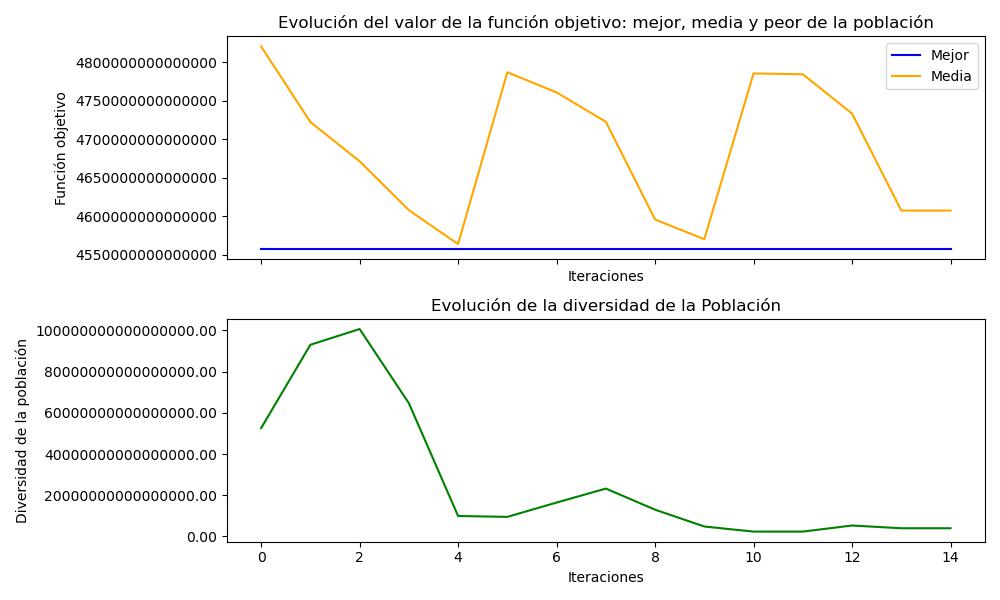 Evolución del valor de la función objetivo: mejor, media y peor de la población
Función objetivo
4800000000000000
4750000000000000
4700000000000000
4650000000000000
4600000000000000
4550000000000000
Mejor
Media
Iteraciones
Evolución de la diversidad de la Población
Diversidad de la población
100000000000000000.00
80000000000000000.00
60000000000000000.00
40000000000000000.00
20000000000000000.00
0.00
0 2 4 6 8 10 12 14
Iteraciones